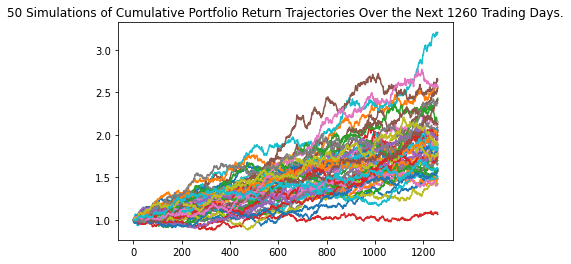 50 Simulations of Cumulative Portfolio Return Trajectories Over the Next 1260 Trading Days.
3.0
2.5
2.0
1.5
1.0
0 200 400 600 800 1000 1200